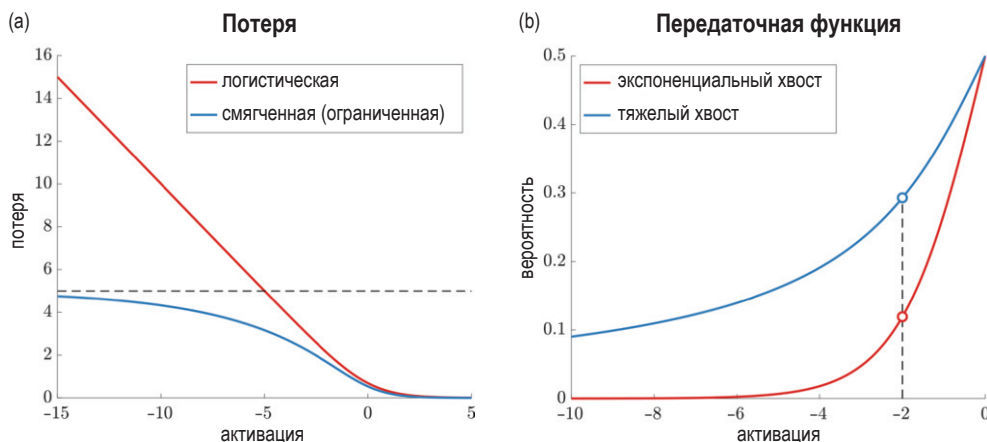 (a)
Потеря
16
14
12
10
8
6
4
2
0
потеря
логистическая
смягченная (ограниченная)
–15
–10
–5
0
5
активация
(b)
Передаточная функция
0.5
0.4
0.3
0.2
0.1
0
вероятность
экспоненциальный хвост
тяжелый хвост
–10
–8
–6
–4
–2
0
активация